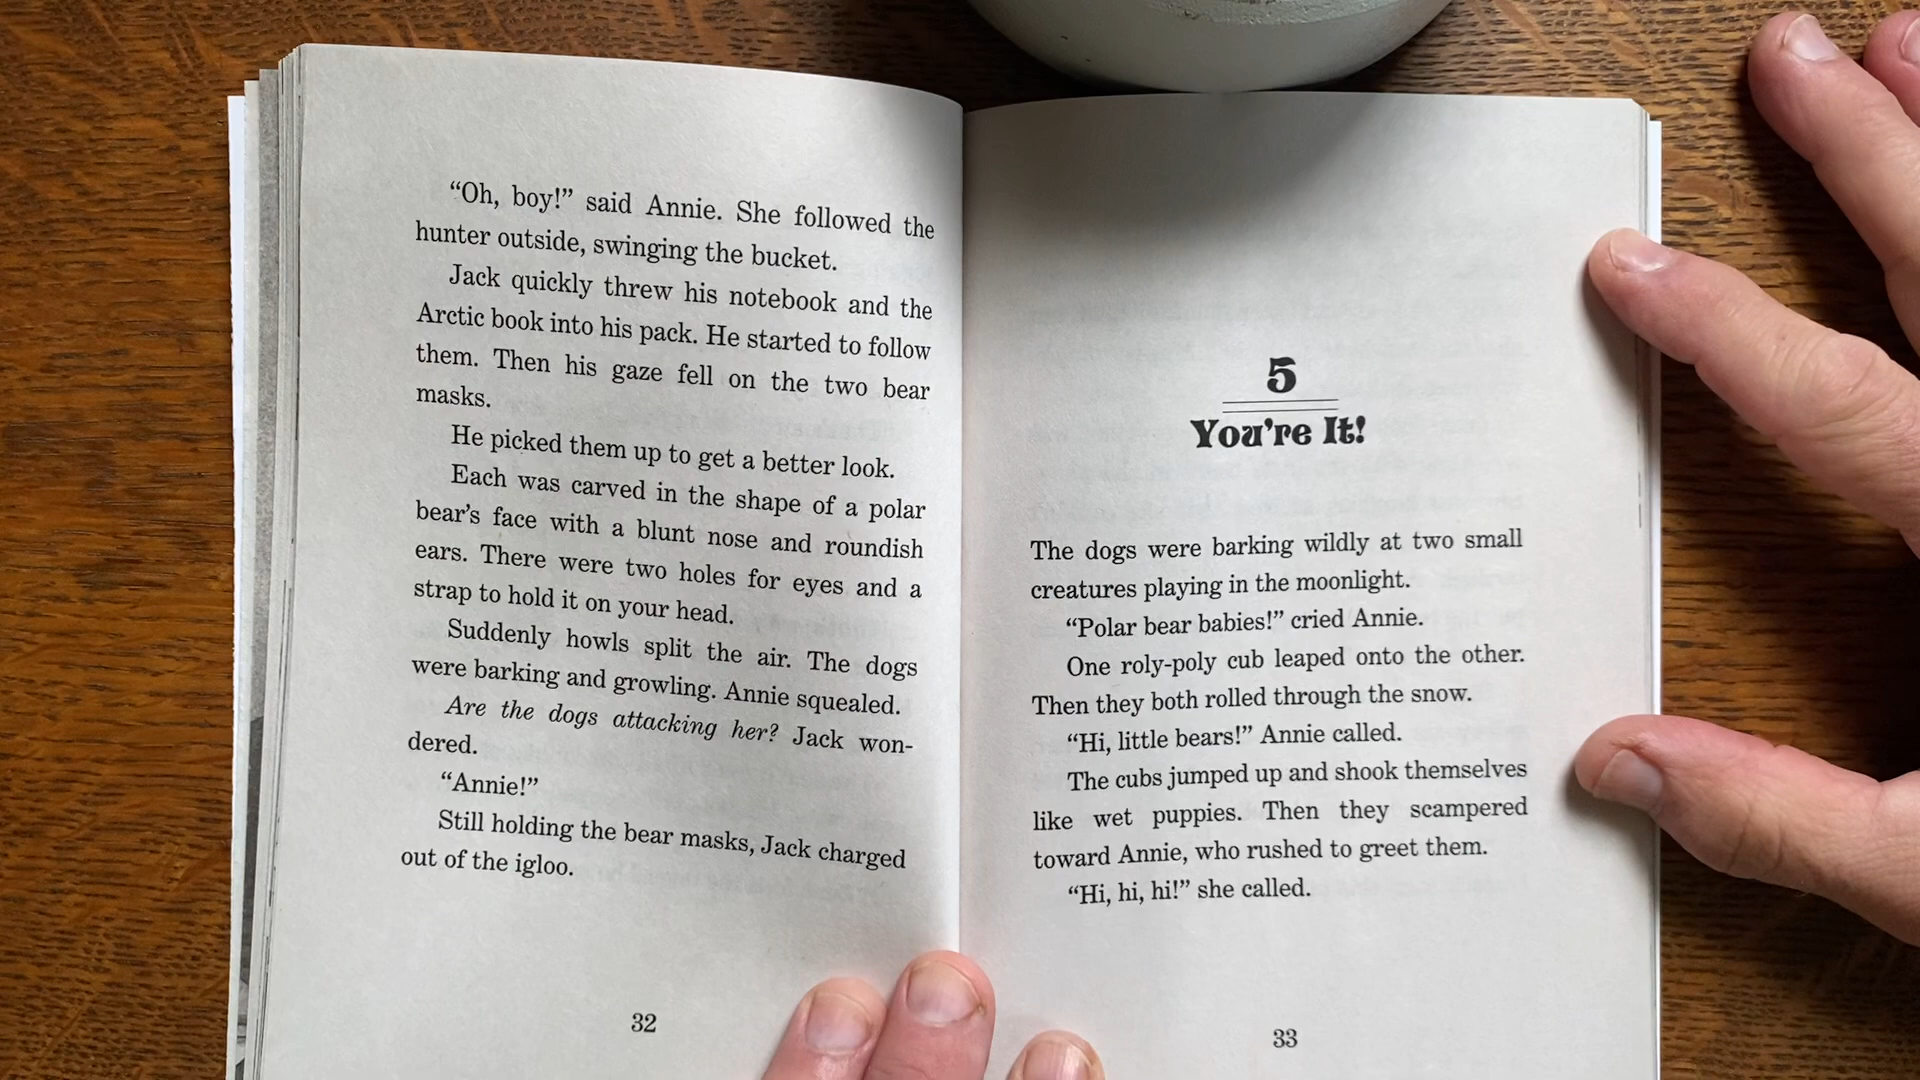 “Oh, boy!” said Annie. She followed the
hunter outside, swinging the bucket.
Jack quickly threw his notebook and the
Arctic book into his pack. He started to follow
them. Then his gaze fell on the two bear
masks.
He picked them up to get a better look.
Each was carved in the shape of a polar
bear’s face with a blunt nose and roundish
ears. There were two holes for eyes and a
strap to hold it on your head.
Suddenly howls split the air. The dogs
were barking and growling. Annie squealed.
Are the dogs attacking her? Jack won-
dered.
“Annie!”
Still holding the bear masks, Jack charged
out of the igloo.
32
5
You’re It!
The dogs were barking wildly at two small
creatures playing in the moonlight.
“Polar bear babies!” cried Annie.
One roly-poly cub leaped onto the other.
Then they both rolled through the snow.
“Hi, little bears!” Annie called.
The cubs jumped up and shook themselves
like wet puppies. Then they scampered
toward Annie, who rushed to greet them.
“Hi, hi, hi!” she called.
33